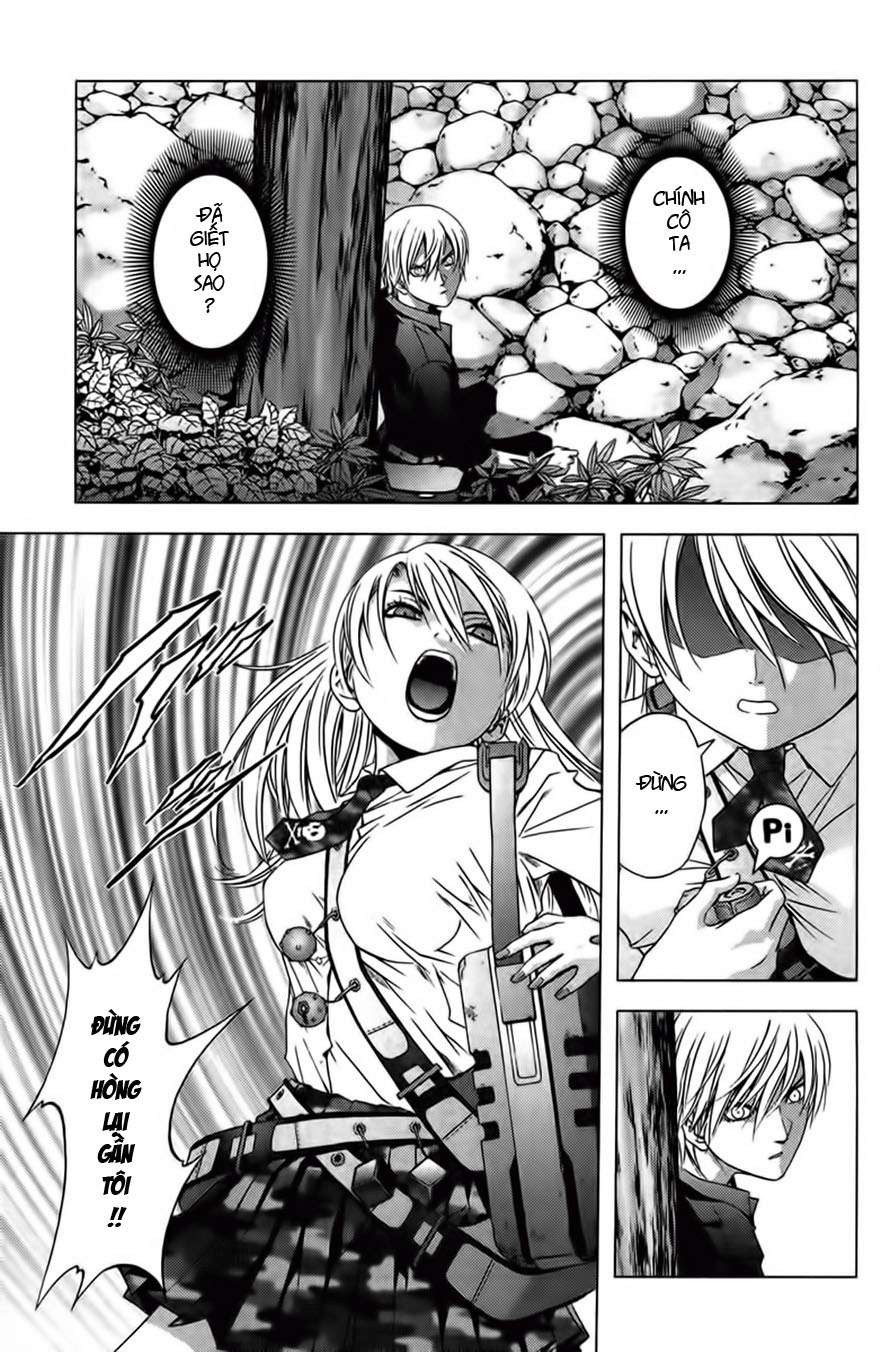 CHÍNH
CÔ
TA
...
ĐÃ
GIẾT
HỌ
SAO
?
ĐỪNG
...
Pi
ĐỪNG
CÓ
HÒNG
LẠI
GẦN
TÔI
!!